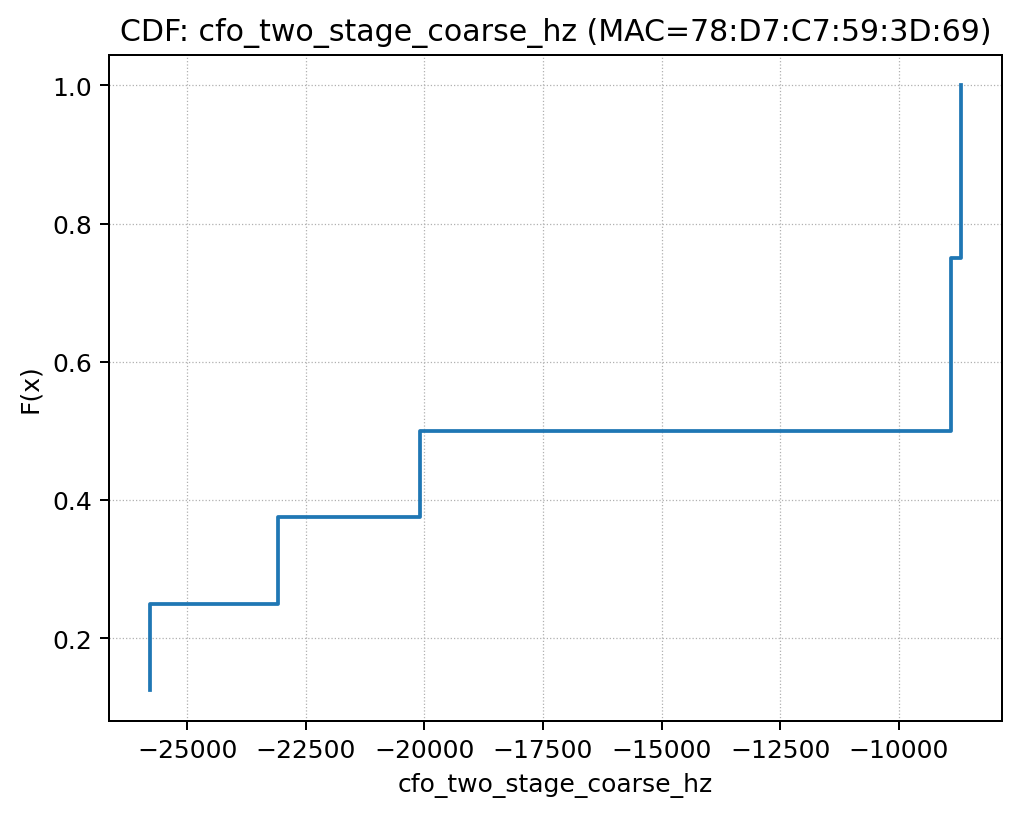 CDF: cfo_two_stage_coarse_hz (MAC=78:D7:C7:59:3D:69)
1.0
0.8
0.6
0.4
0.2
F(x)
−25000 −22500 −20000 −17500 −15000 −12500 −10000
cfo_two_stage_coarse_hz